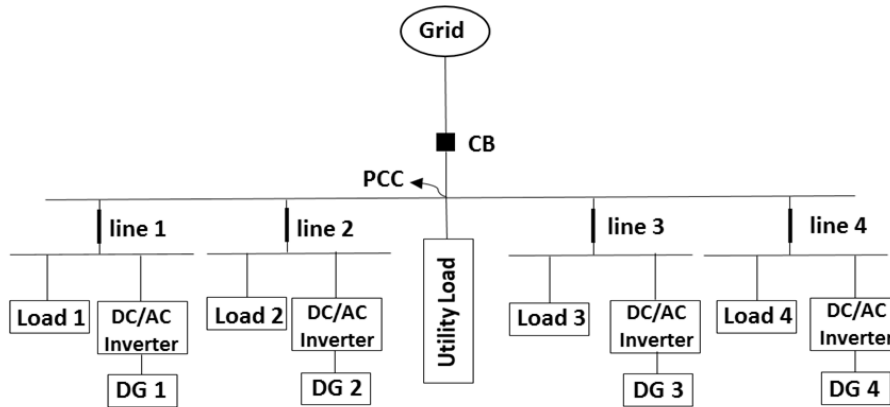 Grid
CB
PCC
line 1
line 2
line 3
line 4
Load 1
DC/AC
Inverter
DG 1
Load 2
DC/AC
Inverter
DG 2
Utility Load
Load 3
DC/AC
Inverter
DG 3
Load 4
DC/AC
Inverter
DG 4